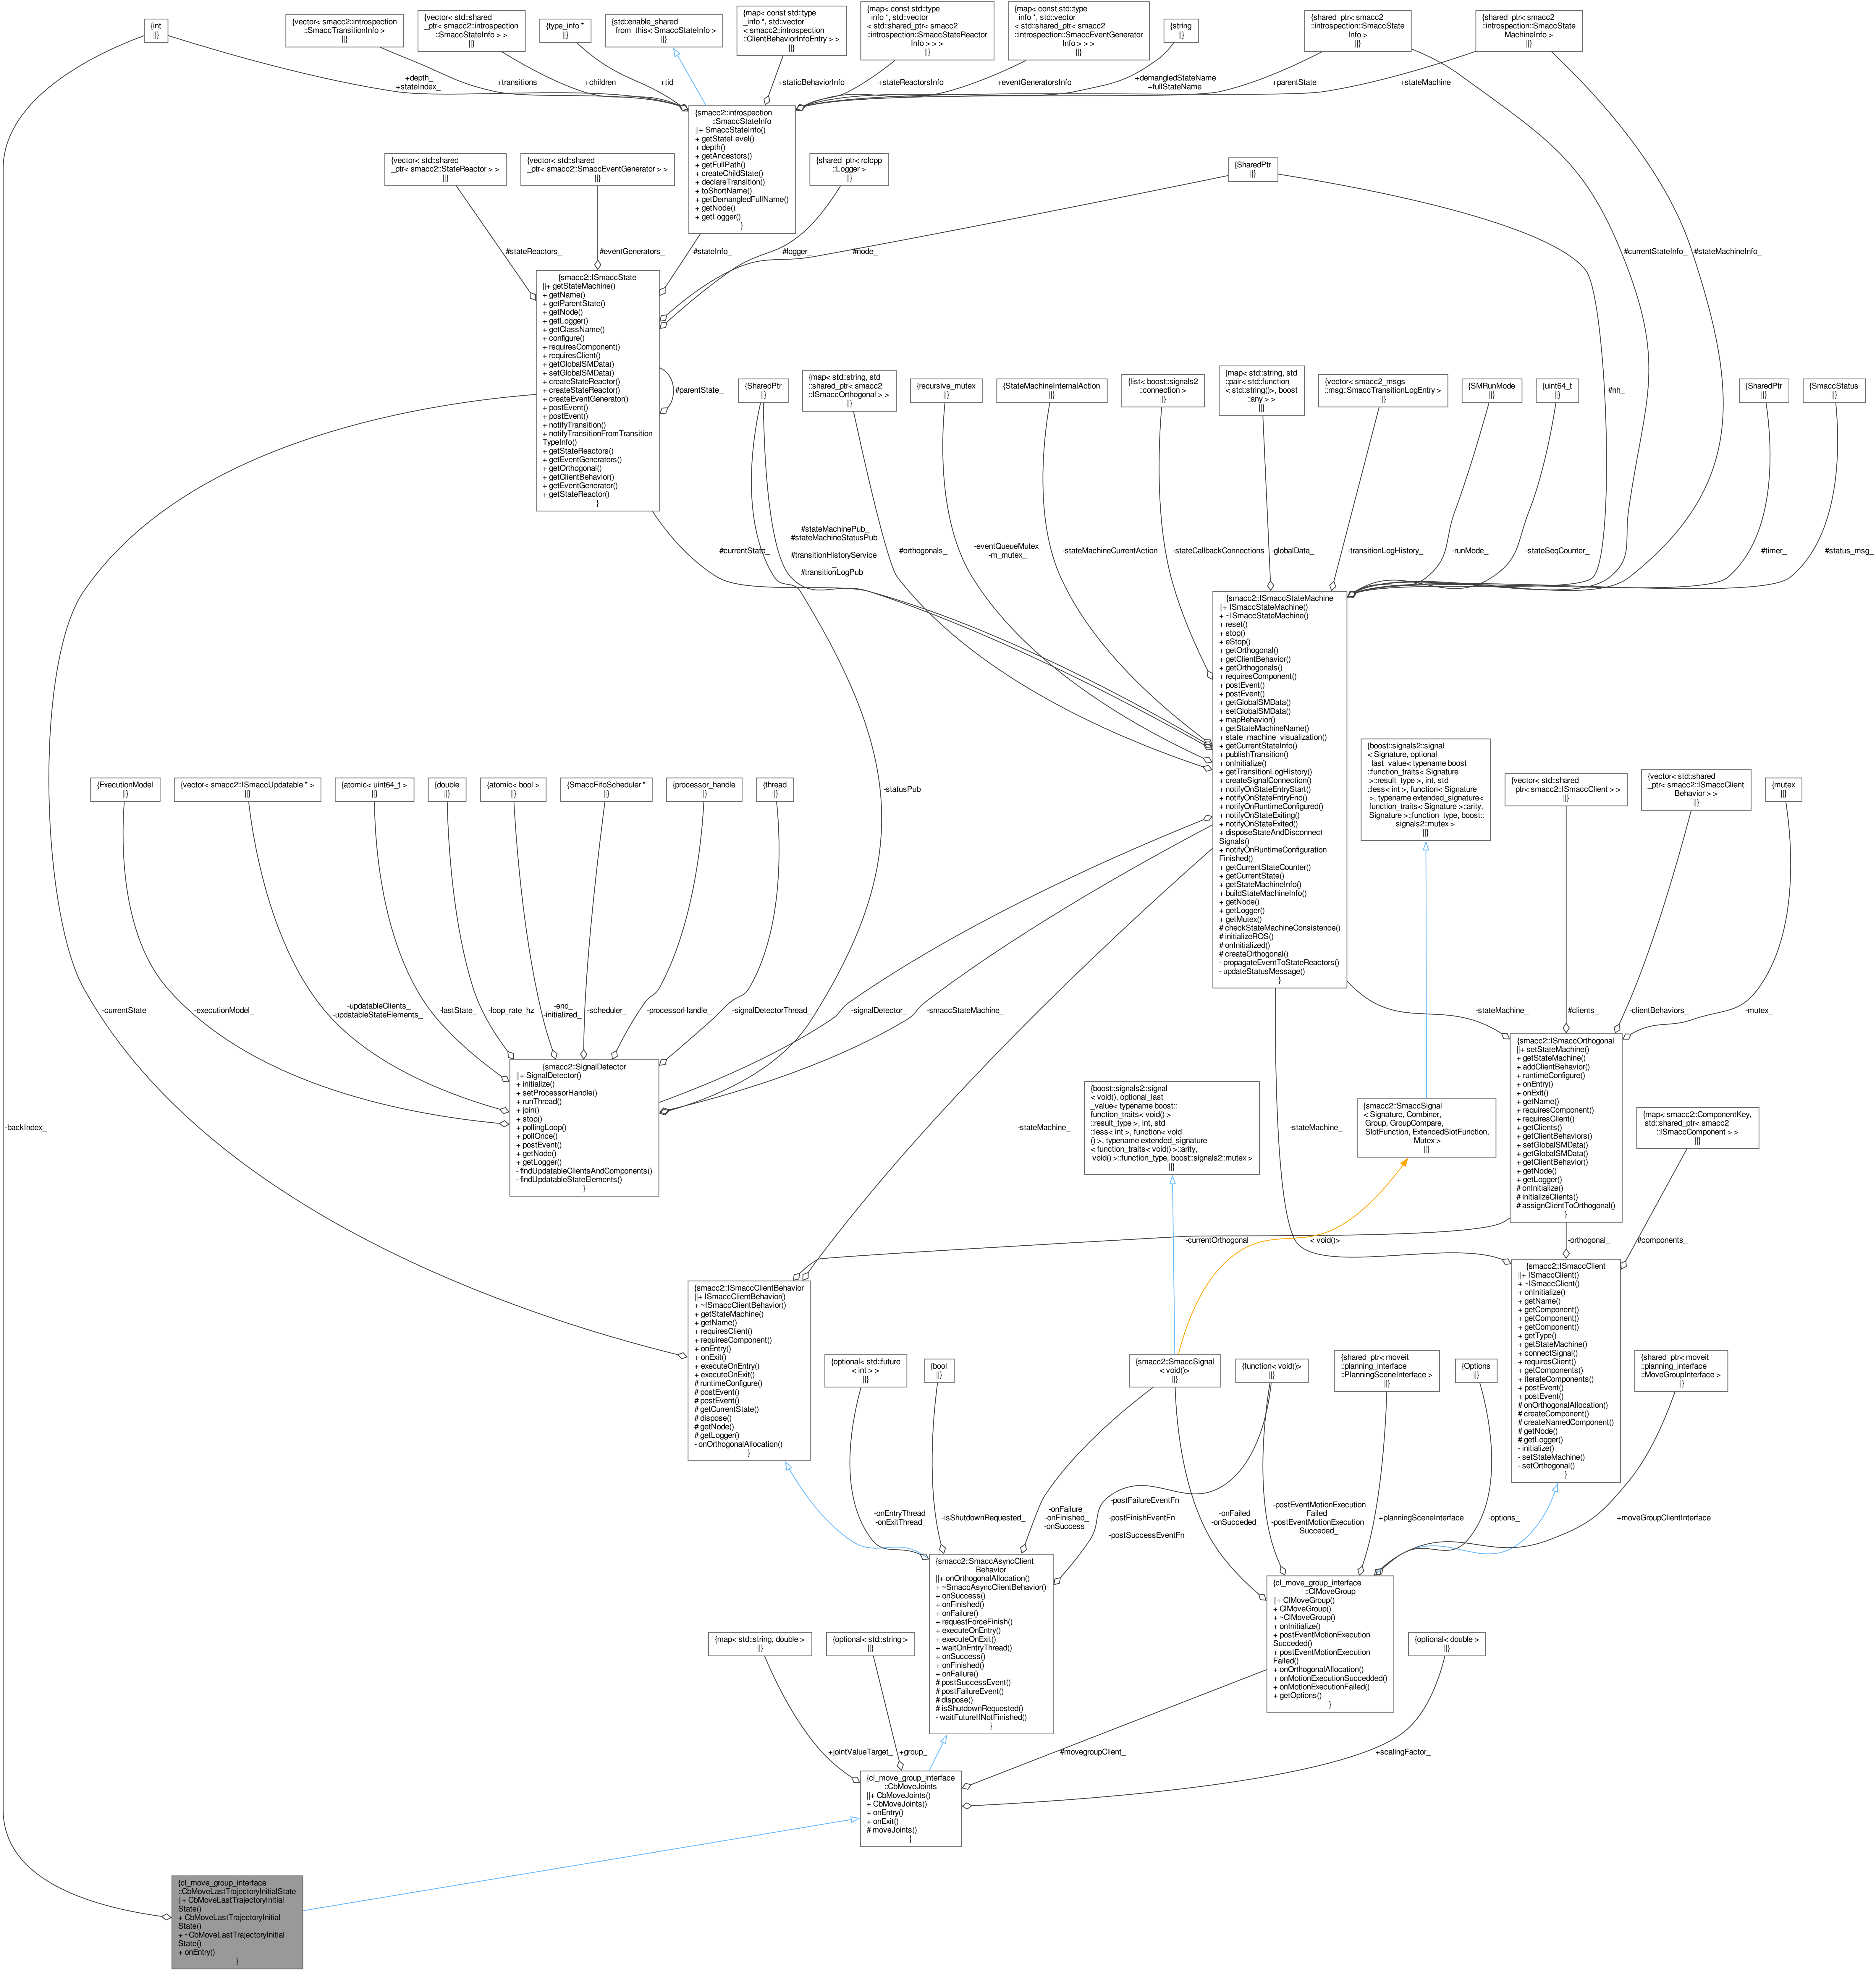 {int
||}
{vector< smacc2::introspection
::SmaccTransitionInfo >
||}
{vector< std::shared
_ptr< smacc2::introspection
::SmaccStateInfo > >
||}
{type_info *
||}
{std::enable_shared
_from_this< SmaccStateInfo >
||}
{map< const std::type
_info *, std::vector
< smacc2::introspection
::ClientBehaviorInfoEntry > >
||}
{map< const std::type
_info *, std::vector
< std::shared_ptr< smacc2
::introspection::SmaccStateReactor
Info > > >
||}
{map< const std::type
_info *, std::vector
< std::shared_ptr< smacc2
::introspection::SmaccEventGenerator
Info > > >
||}
{string
||}
{shared_ptr< smacc2
::introspection::SmaccState
Info >
||}
{shared_ptr< smacc2
::introspection::SmaccState
MachineInfo >
||}
+depth_
+stateIndex_
+transitions_
+children_
+tid_
+staticBehaviorInfo
+stateReactorsInfo
+eventGeneratorsInfo
+demangledStateName
+fullStateName
+parentState_
+stateMachine_
{smacc2::introspection
::SmaccStateInfo
||+ SmaccStateInfo()
+ getStateLevel()
+ depth()
+ getAncestors()
+ getFullPath()
+ createChildState()
+ declareTransition()
+ toShortName()
+ getDemangledFullName()
+ getNode()
+ getLogger()
}
{vector< std::shared
_ptr< smacc2::StateReactor > >
||}
{vector< std::shared
_ptr< smacc2::SmaccEventGenerator > >
||}
{shared_ptr< rclcpp
::Logger >
||}
{SharedPtr
||}
#stateReactors_
#eventGenerators_
#stateInfo_
#logger_
#node_
#currentStateInfo_
#stateMachineInfo_
{smacc2::ISmaccState
||+ getStateMachine()
+ getName()
+ getParentState()
+ getNode()
+ getLogger()
+ getClassName()
+ configure()
+ requiresComponent()
+ requiresClient()
+ getGlobalSMData()
+ setGlobalSMData()
+ createStateReactor()
+ createStateReactor()
+ createEventGenerator()
+ postEvent()
+ postEvent()
+ notifyTransition()
+ notifyTransitionFromTransition
TypeInfo()
+ getStateReactors()
+ getEventGenerators()
+ getOrthogonal()
+ getClientBehavior()
+ getEventGenerator()
+ getStateReactor()
}
#parentState_
{SharedPtr
||}
{map< std::string, std
::shared_ptr< smacc2
::ISmaccOrthogonal > >
||}
{recursive_mutex
||}
{StateMachineInternalAction
||}
{list< boost::signals2
::connection >
||}
{map< std::string, std
::pair< std::function
< std::string()>, boost
::any > >
||}
{vector< smacc2_msgs
::msg::SmaccTransitionLogEntry >
||}
{SMRunMode
||}
{uint64_t
||}
#nh_
{SharedPtr
||}
{SmaccStatus
||}
#currentState_
#stateMachinePub_
#stateMachineStatusPub
_
#transitionHistoryService
_
#transitionLogPub_
#orthogonals_
-eventQueueMutex_
-m_mutex_
-stateMachineCurrentAction
-stateCallbackConnections
-globalData_
-transitionLogHistory_
-runMode_
-stateSeqCounter_
#timer_
#status_msg_
{smacc2::ISmaccStateMachine
||+ ISmaccStateMachine()
+ ~ISmaccStateMachine()
+ reset()
+ stop()
+ eStop()
+ getOrthogonal()
+ getClientBehavior()
+ getOrthogonals()
+ requiresComponent()
+ postEvent()
+ postEvent()
+ getGlobalSMData()
+ setGlobalSMData()
+ mapBehavior()
+ getStateMachineName()
+ state_machine_visualization()
+ getCurrentStateInfo()
+ publishTransition()
+ onInitialize()
+ getTransitionLogHistory()
+ createSignalConnection()
+ notifyOnStateEntryStart()
+ notifyOnStateEntryEnd()
+ notifyOnRuntimeConfigured()
+ notifyOnStateExiting()
+ notifyOnStateExited()
+ disposeStateAndDisconnect
Signals()
+ notifyOnRuntimeConfiguration
Finished()
+ getCurrentStateCounter()
+ getCurrentState()
+ getStateMachineInfo()
+ buildStateMachineInfo()
+ getNode()
+ getLogger()
+ getMutex()
# checkStateMachineConsistence()
# initializeROS()
# onInitialized()
# createOrthogonal()
- propagateEventToStateReactors()
- updateStatusMessage()
}
{boost::signals2::signal
< Signature, optional
_last_value< typename boost
::function_traits< Signature
>::result_type >, int, std
::less< int >, function< Signature
>, typename extended_signature<
function_traits< Signature >::arity,
Signature >::function_type, boost::
signals2::mutex >
||}
{vector< std::shared
_ptr< smacc2::ISmaccClient > >
||}
{vector< std::shared
_ptr< smacc2::ISmaccClient
Behavior > >
||}
{mutex
||}
{ExecutionModel
||}
{vector< smacc2::ISmaccUpdatable * >
||}
{atomic< uint64_t >
||}
{double
||}
{atomic< bool >
||}
{SmaccFifoScheduler *
||}
{processor_handle
||}
{thread
||}
-statusPub_
-currentState
-executionModel_
-updatableClients_
-updatableStateElements_
-lastState_
-loop_rate_hz
-end_
-initialized_
-scheduler_
-processorHandle_
-signalDetectorThread_
-signalDetector_
-smaccStateMachine_
-stateMachine_
#clients_
-clientBehaviors_
-mutex_
{smacc2::SignalDetector
||+ SignalDetector()
+ initialize()
+ setProcessorHandle()
+ runThread()
+ join()
+ stop()
+ pollingLoop()
+ pollOnce()
+ postEvent()
+ getNode()
+ getLogger()
- findUpdatableClientsAndComponents()
- findUpdatableStateElements()
}
{smacc2::ISmaccOrthogonal
||+ setStateMachine()
+ getStateMachine()
+ addClientBehavior()
+ runtimeConfigure()
+ onEntry()
+ onExit()
+ getName()
+ requiresComponent()
+ requiresClient()
+ getClients()
+ getClientBehaviors()
+ setGlobalSMData()
+ getGlobalSMData()
+ getClientBehavior()
+ getNode()
+ getLogger()
# onInitialize()
# initializeClients()
# assignClientToOrthogonal()
}
{boost::signals2::signal
< void(), optional_last
_value< typename boost::
function_traits< void() >
::result_type >, int, std
::less< int >, function< void
() >, typename extended_signature
< function_traits< void() >::arity,
void() >::function_type, boost::signals2::mutex >
||}
{smacc2::SmaccSignal
< Signature, Combiner,
Group, GroupCompare,
SlotFunction, ExtendedSlotFunction,
Mutex >
||}
{map< smacc2::ComponentKey,
std::shared_ptr< smacc2
::ISmaccComponent > >
||}
-backIndex_
-stateMachine_
-stateMachine_
-currentOrthogonal
< void()>
-orthogonal_
#components_
{smacc2::ISmaccClientBehavior
||+ ISmaccClientBehavior()
+ ~ISmaccClientBehavior()
+ getStateMachine()
+ getName()
+ requiresClient()
+ requiresComponent()
+ onEntry()
+ onExit()
+ executeOnEntry()
+ executeOnExit()
# runtimeConfigure()
# postEvent()
# postEvent()
# getCurrentState()
# dispose()
# getNode()
# getLogger()
- onOrthogonalAllocation()
}
{smacc2::ISmaccClient
||+ ISmaccClient()
+ ~ISmaccClient()
+ onInitialize()
+ getName()
+ getComponent()
+ getComponent()
+ getComponent()
+ getType()
+ getStateMachine()
+ connectSignal()
+ requiresClient()
+ getComponents()
+ iterateComponents()
+ postEvent()
+ postEvent()
# onOrthogonalAllocation()
# createComponent()
# createNamedComponent()
# getNode()
# getLogger()
- initialize()
- setStateMachine()
- setOrthogonal()
}
{optional< std::future
< int > >
||}
{bool
||}
{smacc2::SmaccSignal
< void()>
||}
{function< void()>
||}
{shared_ptr< moveit
::planning_interface
::PlanningSceneInterface >
||}
{Options
||}
{shared_ptr< moveit
::planning_interface
::MoveGroupInterface >
||}
-onEntryThread_
-onExitThread_
-isShutdownRequested_
-onFailure_
-onFinished_
-onSuccess_
-postFailureEventFn
_
-postFinishEventFn
_
-postSuccessEventFn_
-onFailed_
-onSucceded_
-postEventMotionExecution
Failed_
-postEventMotionExecution
Succeded_
+planningSceneInterface
-options_
+moveGroupClientInterface
{smacc2::SmaccAsyncClient
Behavior
||+ onOrthogonalAllocation()
+ ~SmaccAsyncClientBehavior()
+ onSuccess()
+ onFinished()
+ onFailure()
+ requestForceFinish()
+ executeOnEntry()
+ executeOnExit()
+ waitOnEntryThread()
+ onSuccess()
+ onFinished()
+ onFailure()
# postSuccessEvent()
# postFailureEvent()
# dispose()
# isShutdownRequested()
- waitFutureIfNotFinished()
}
{cl_move_group_interface
::ClMoveGroup
||+ ClMoveGroup()
+ ClMoveGroup()
+ ~ClMoveGroup()
+ onInitialize()
+ postEventMotionExecution
Succeded()
+ postEventMotionExecution
Failed()
+ onOrthogonalAllocation()
+ onMotionExecutionSuccedded()
+ onMotionExecutionFailed()
+ getOptions()
}
{map< std::string, double >
||}
{optional< std::string >
||}
{optional< double >
||}
+jointValueTarget_
+group_
#movegroupClient_
+scalingFactor_
{cl_move_group_interface
::CbMoveJoints
||+ CbMoveJoints()
+ CbMoveJoints()
+ onEntry()
+ onExit()
# moveJoints()
}
{cl_move_group_interface
::CbMoveLastTrajectoryInitialState
||+ CbMoveLastTrajectoryInitial
State()
+ CbMoveLastTrajectoryInitial
State()
+ ~CbMoveLastTrajectoryInitial
State()
+ onEntry()
}